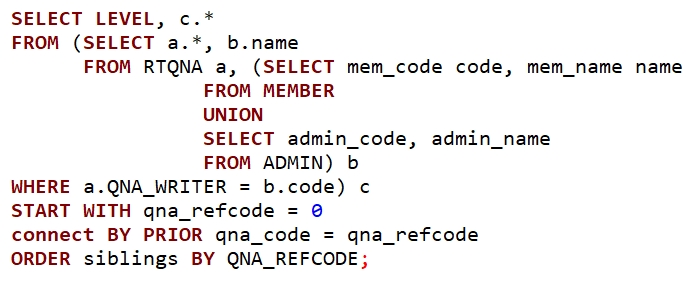 SELECT LEVEL, c.*
FROM (SELECT a.*, b.name
FROM RTQNA a, (SELECT mem_code code, mem_name name
FROM MEMBER
UNION
SELECT admin_code, admin_name
FROM ADMIN) b
WHERE a.QNA_WRITER = b.code) c
START WITH qna_refcode = 0
connect BY PRIOR qna_code = qna_refcode
ORDER siblings BY QNA_REFCODE;